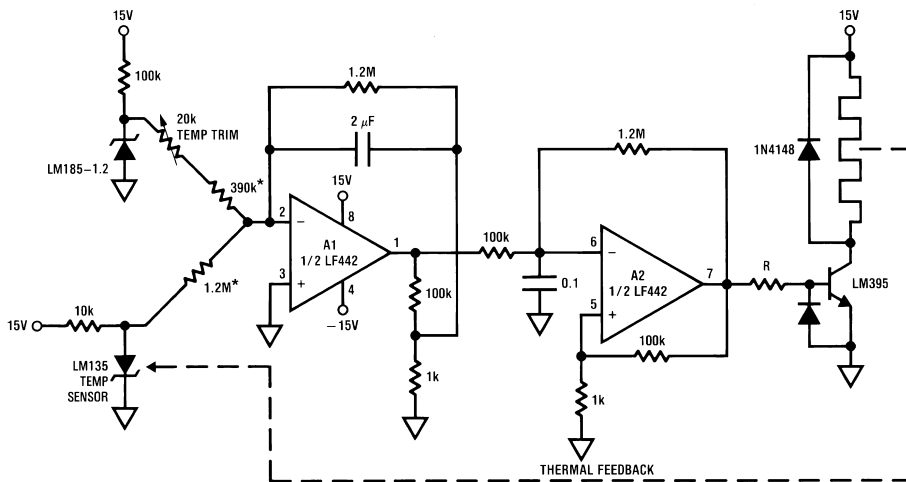 15V
100k
20k
TEMP TRIM
LM185-1.2
390k*
1.2M*
15V
10k
LM135
TEMP
SENSOR
1.2M
2 µF
15V
2
−
8
A1
1/2 LF442
1
3
+
4
−15V
100k
1k
100k
0.1
1.2M
6
−
A2
1/2 LF442
7
5
+
100k
1k
R
15V
1N4148
LM395
THERMAL FEEDBACK